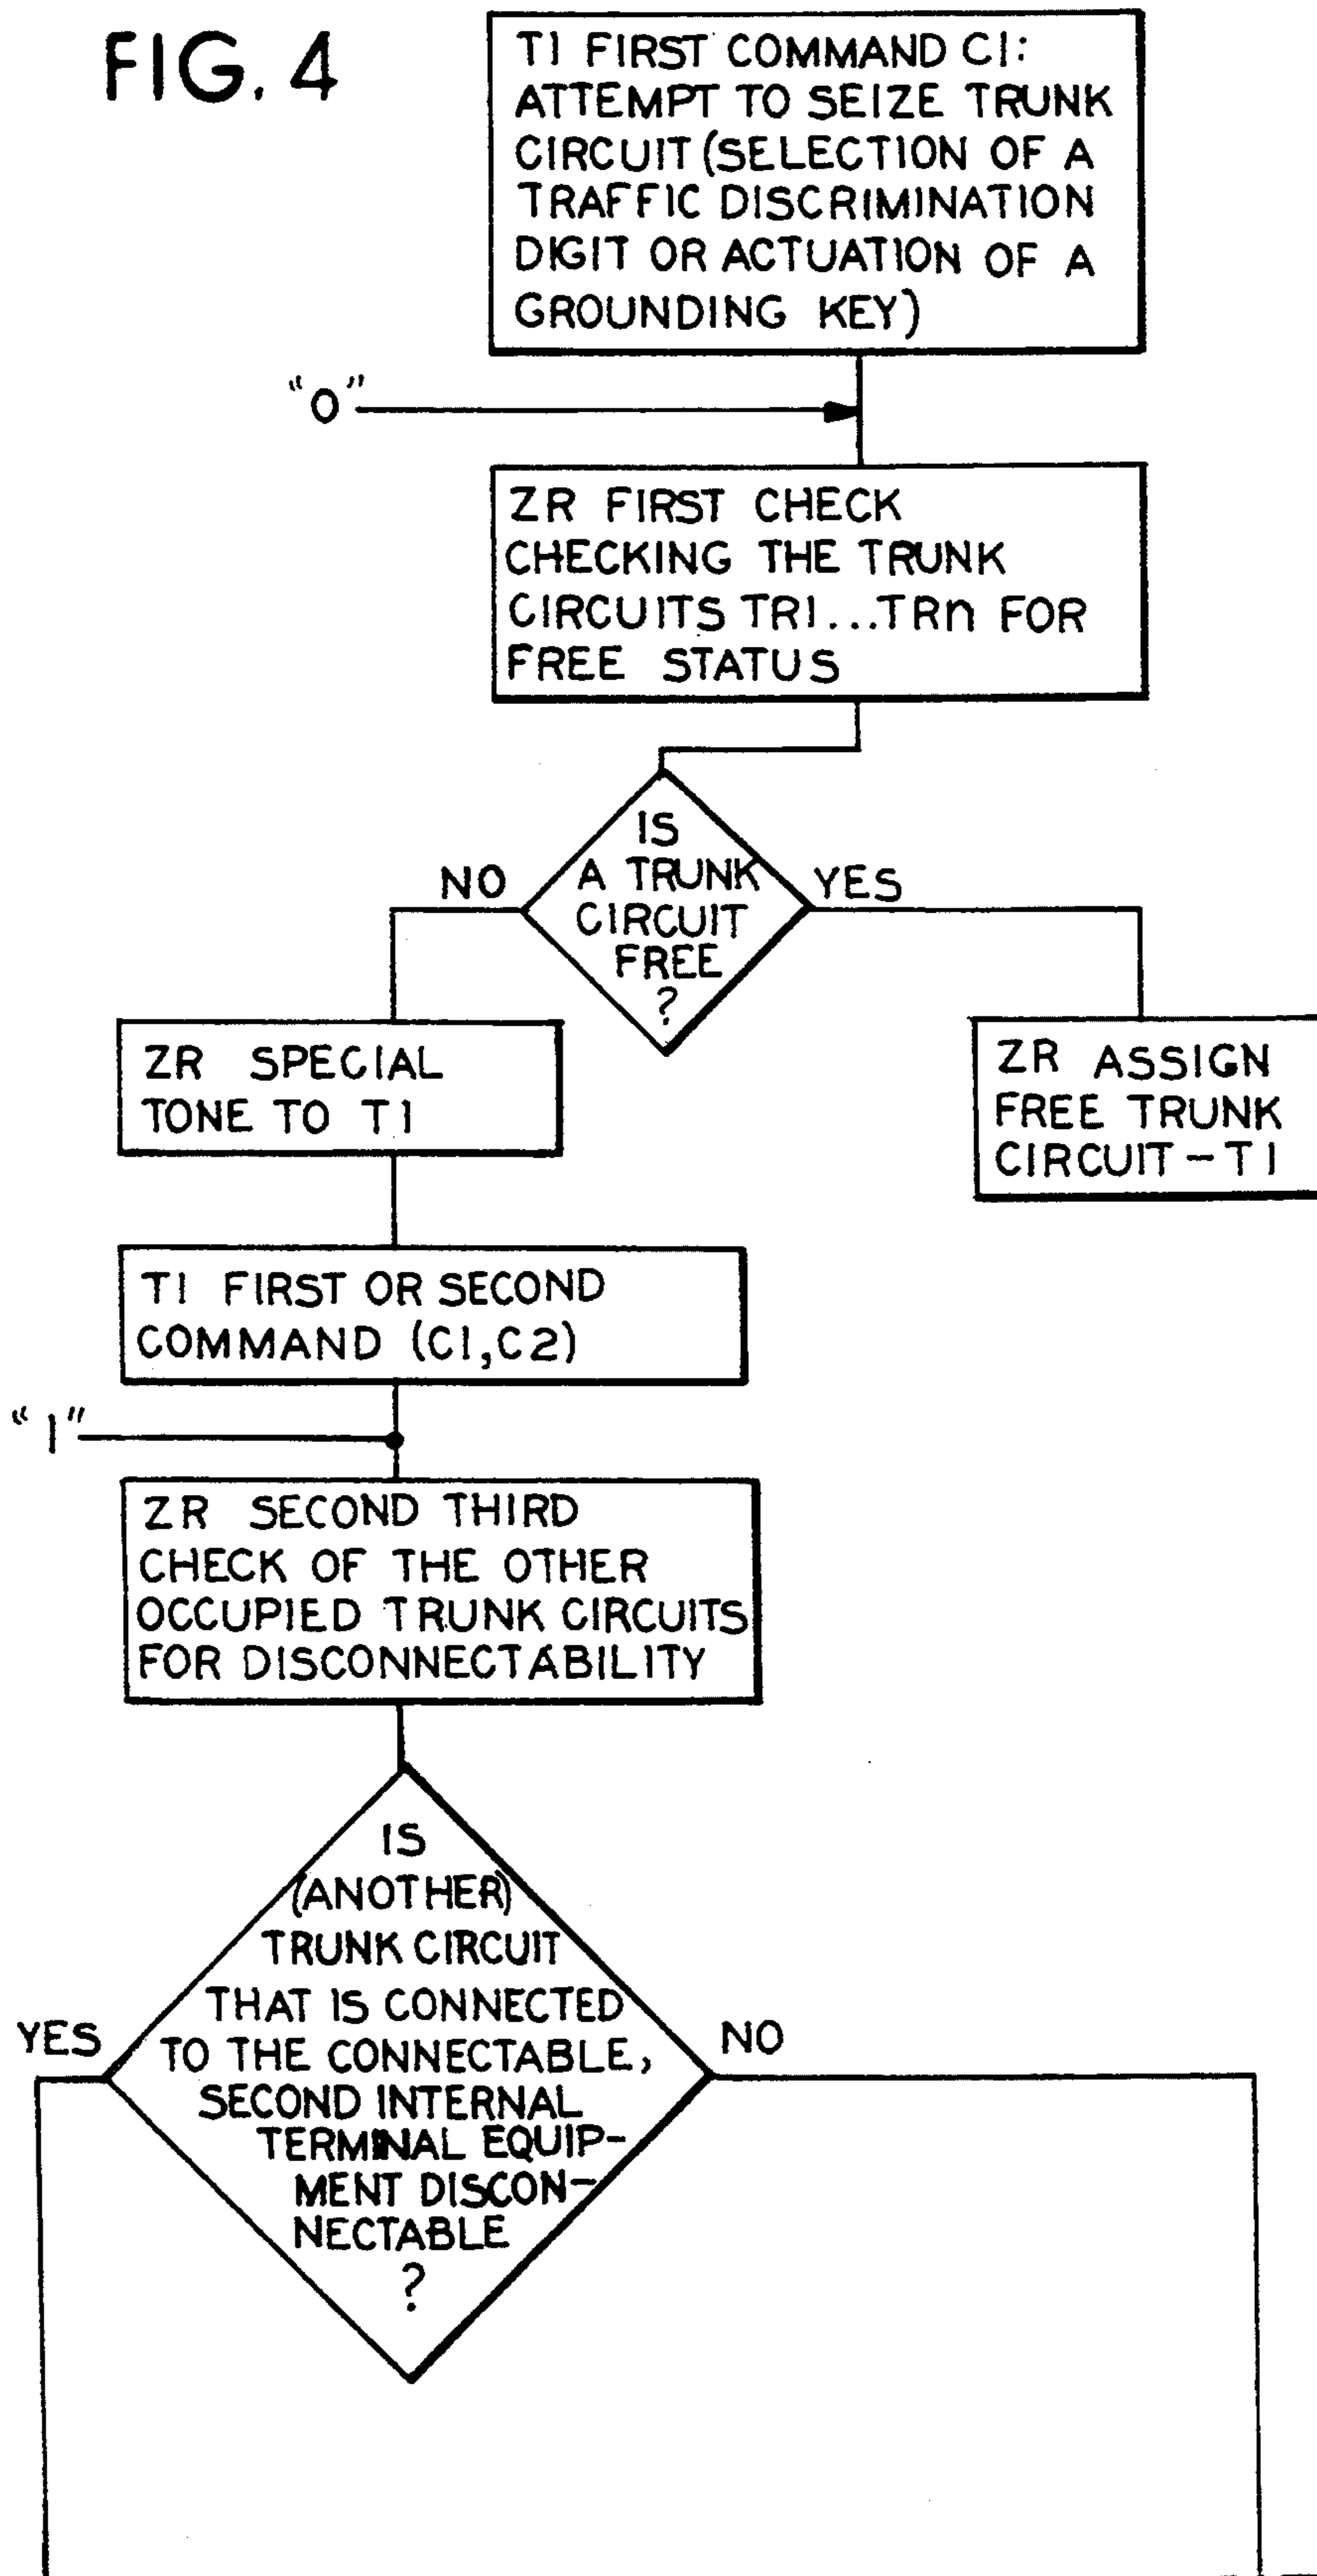 FIG. 4
T1 FIRST COMMAND C1:
ATTEMPT TO SEIZE TRUNK
CIRCUIT (SELECTION OF A
TRAFFIC DISCRIMINATION
DIGIT OR ACTUATION OF A
GROUNDING KEY)
"0"
ZR FIRST CHECK
CHECKING THE TRUNK
CIRCUITS TR1...TRn FOR
FREE STATUS
IS
A TRUNK
CIRCUIT
FREE
?
NO
YES
ZR SPECIAL
TONE TO T1
ZR ASSIGN
FREE TRUNK
CIRCUIT-T1
T1 FIRST OR SECOND
COMMAND (C1,C2)
"1"
ZR SECOND THIRD
CHECK OF THE OTHER
OCCUPIED TRUNK CIRCUITS
FOR DISCONNECTABILITY
IS
(ANOTHER)
TRUNK CIRCUIT
THAT IS CONNECTED
TO THE CONNECTABLE,
SECOND INTERNAL
TERMINAL EQUIP-
MENT DISCON-
NECTABLE
?
YES
NO